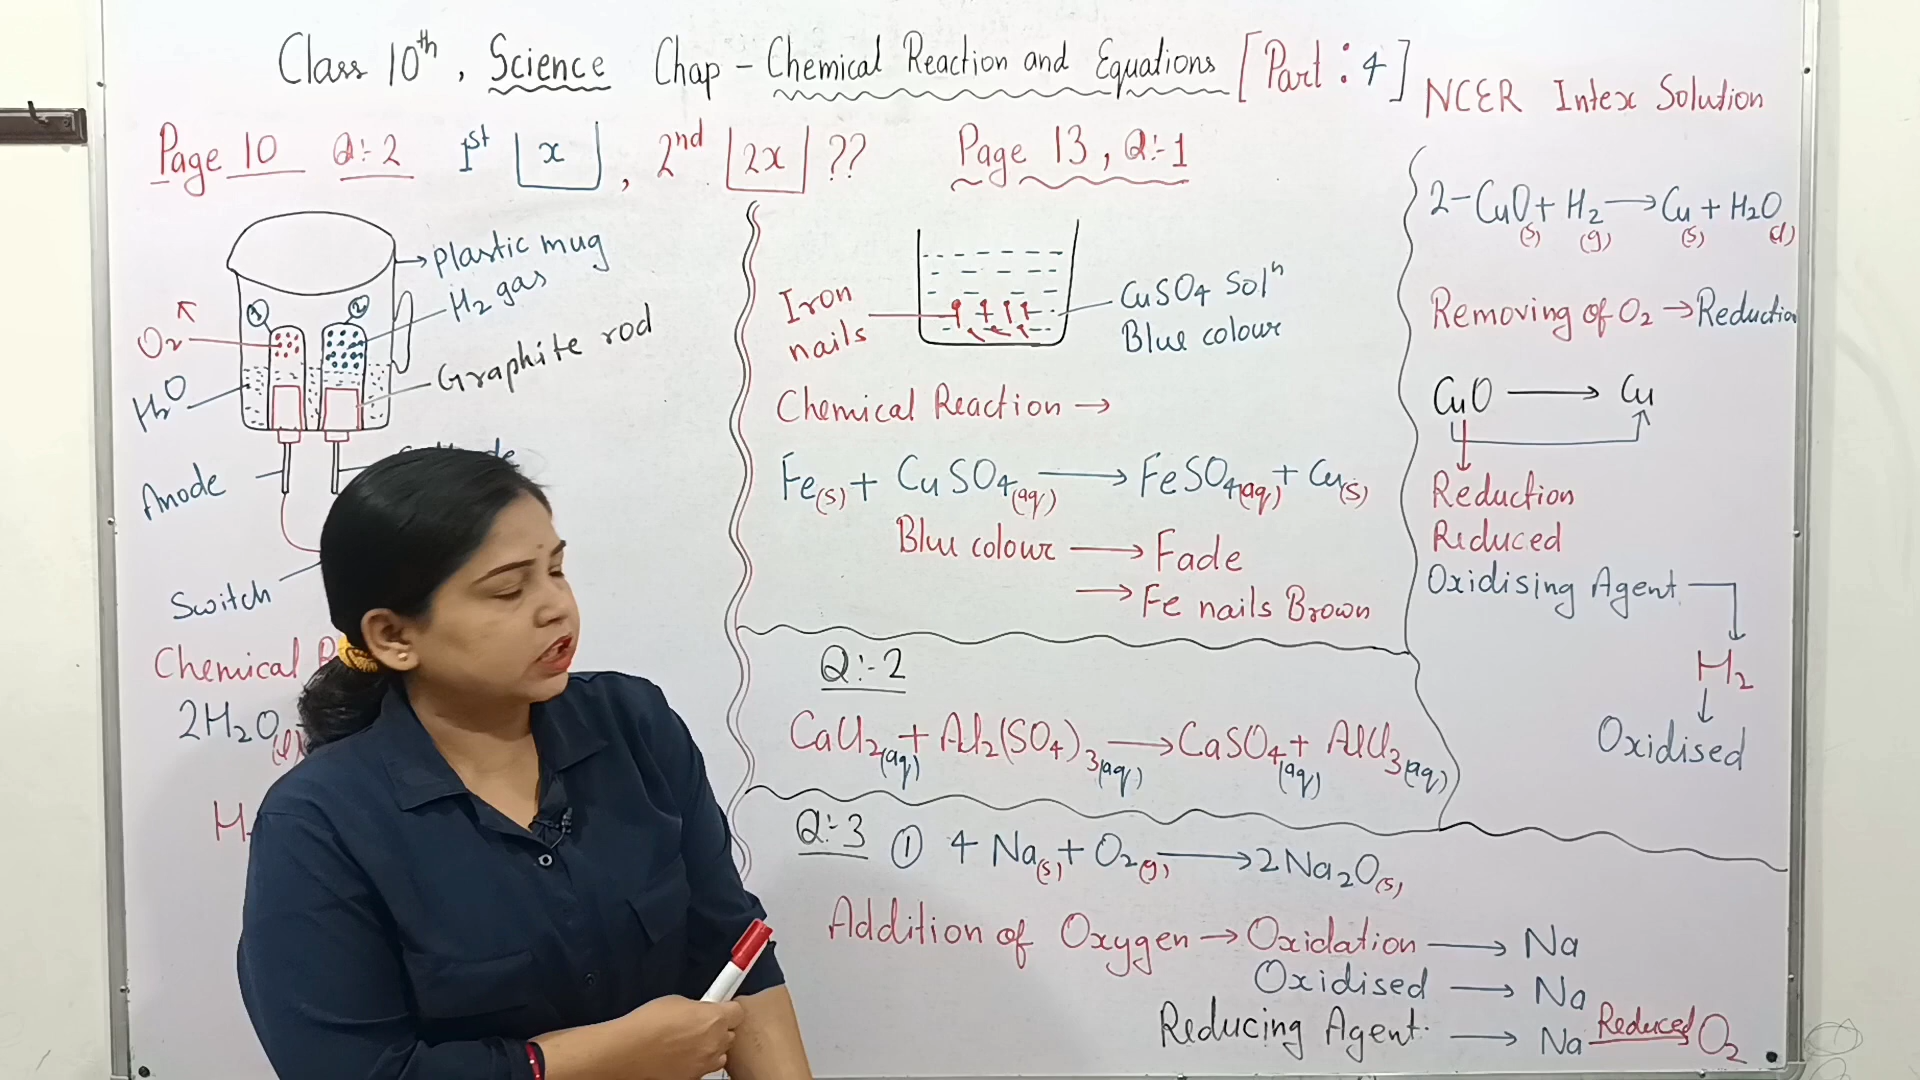 Class 10th, Science Chap - Chemical Reaction and Equations [Part : 4]
NCER Intex Solution
Page 10 Q:-2 1st x , 2nd 2x ??
plastic mug
1 2
H2 gas
O2
Graphite rod
H2O
Anode
Switch
Chemical
2H2O(l)
Page 13, Q:-1
Iron nails
CuSO4 Solⁿ
Blue colour
Chemical Reaction →
Fe(s) + CuSO4(aq) → FeSO4(aq) + Cu(s)
Blue colour → Fade
→ Fe nails Brown
Q:-2
CaCl2(aq) + Al2(SO4)3(aq) → CaSO4(aq) + AlCl3(aq)
Q:-3 ① 4 Na(s) + O2(g) → 2Na2O(s)
Addition of Oxygen → Oxidation → Na
Oxidised → Na
Reducing Agent. → Na Reduced O2
2- CuO(s) + H2(g) → Cu(s) + H2O(l)
Removing of O2 → Reduction
CuO → Cu
Reduction
Reduced
Oxidising Agent
H2
↓
Oxidised